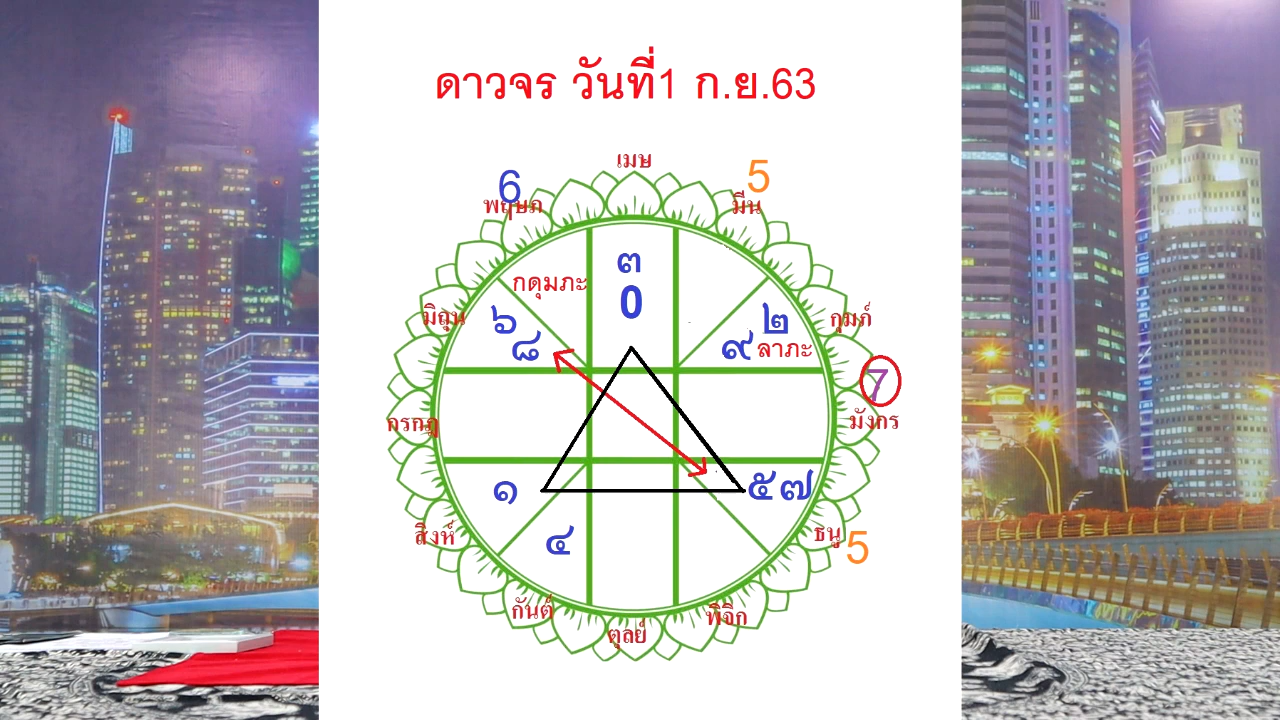 ดาวจร วันที่1 ก.ย.63
เมษ
6
พฤษภ
5
มีน
๓
0
กดุมภะ
๖
๘
มิถุน
๒
๙ ลาภะ
กุมภ์
7
มังกร
กรกฎ
๑
๕๗
สิงห์
๔
ธนู 5
กันย์
ตุลย์
พิจิก